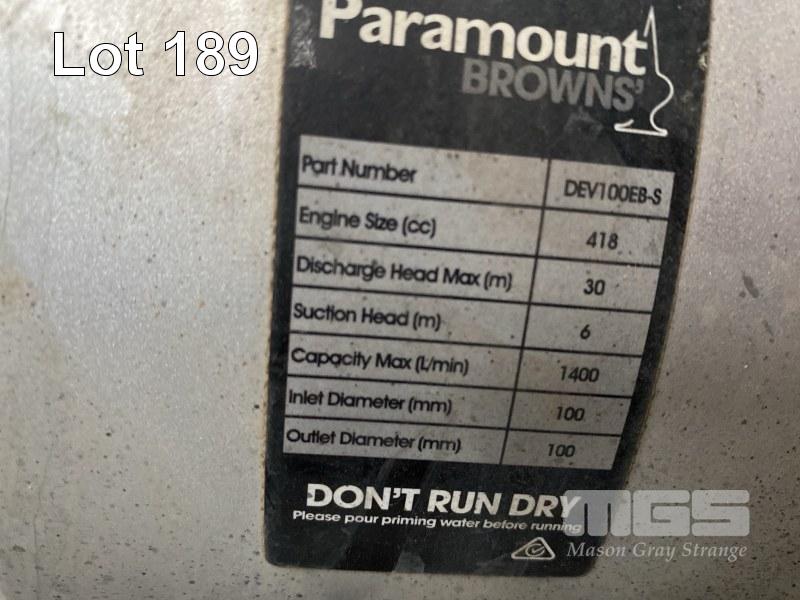 Lot 189
Paramount
BROWNS'
Part Number DEV100EB-S
Engine Size (cc) 418
Discharge Head Max (m) 30
Suction Head (m) 6
Capacity Max (L/min) 1400
Inlet Diameter (mm) 100
Outlet Diameter (mm) 100
DON'T RUN DRY
Please pour priming water before running
MGS
Mason Gray Strange